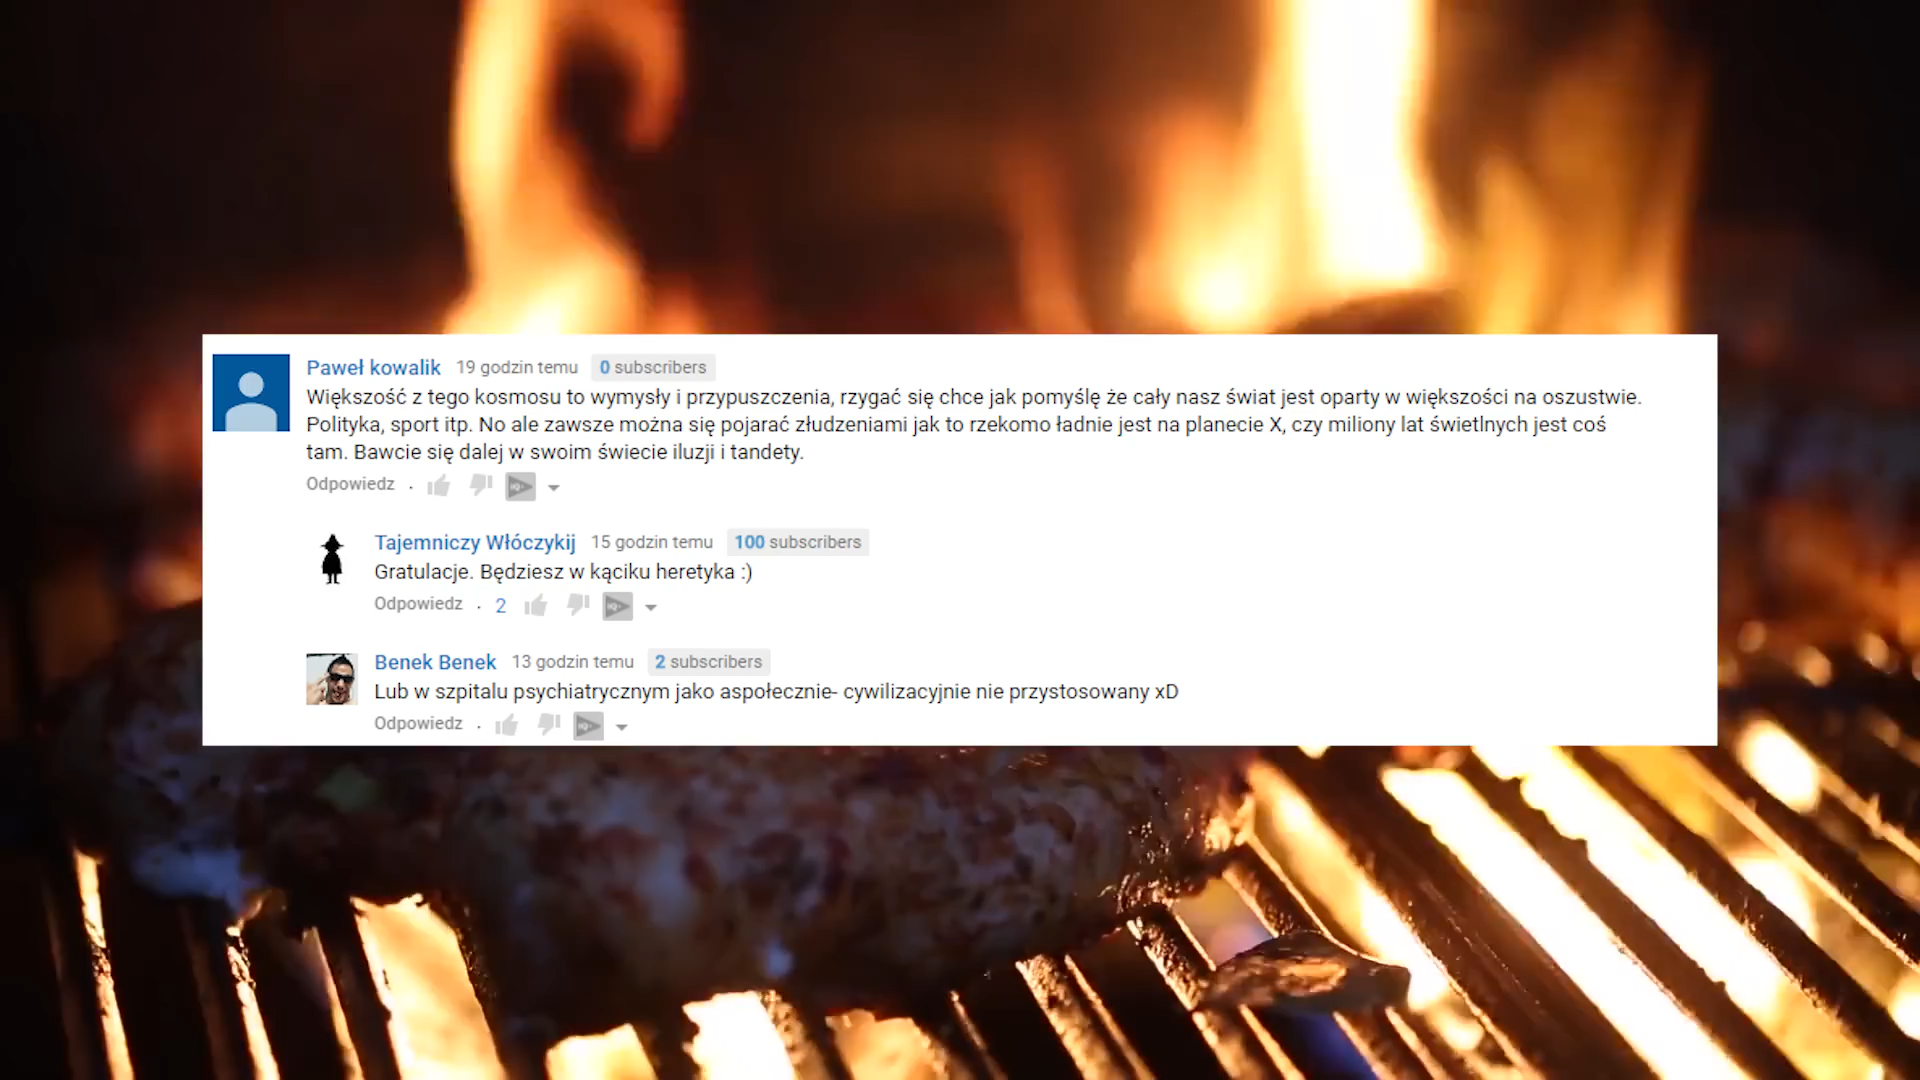 Paweł kowalik 19 godzin temu 0 subscribers
Większość z tego kosmosu to wymysły i przypuszczenia, rzygać się chce jak pomyślę że cały nasz świat jest oparty w większości na oszustwie.
Polityka, sport itp. No ale zawsze można się pojarać złudzeniami jak to rzekomo ładnie jest na planecie X, czy miliony lat świetlnych jest coś
tam. Bawcie się dalej w swoim świecie iluzji i tandety.
Odpowiedz ·
Tajemniczy Włóczykij 15 godzin temu 100 subscribers
Gratulacje. Będziesz w kąciku heretyka :)
Odpowiedz · 2
Benek Benek 13 godzin temu 2 subscribers
Lub w szpitalu psychiatrycznym jako aspołecznie- cywilizacyjnie nie przystosowany xD
Odpowiedz ·